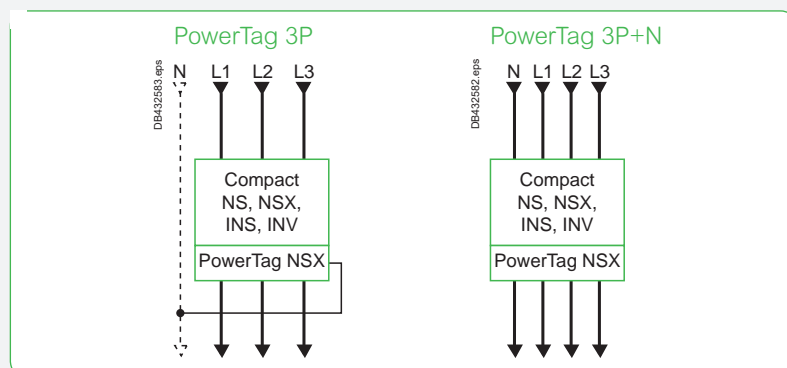 PowerTag 3P
DB432583.eps
N L1 L2 L3
Compact
NS, NSX,
INS, INV
PowerTag NSX
PowerTag 3P+N
DB432582.eps
N L1 L2 L3
Compact
NS, NSX,
INS, INV
PowerTag NSX